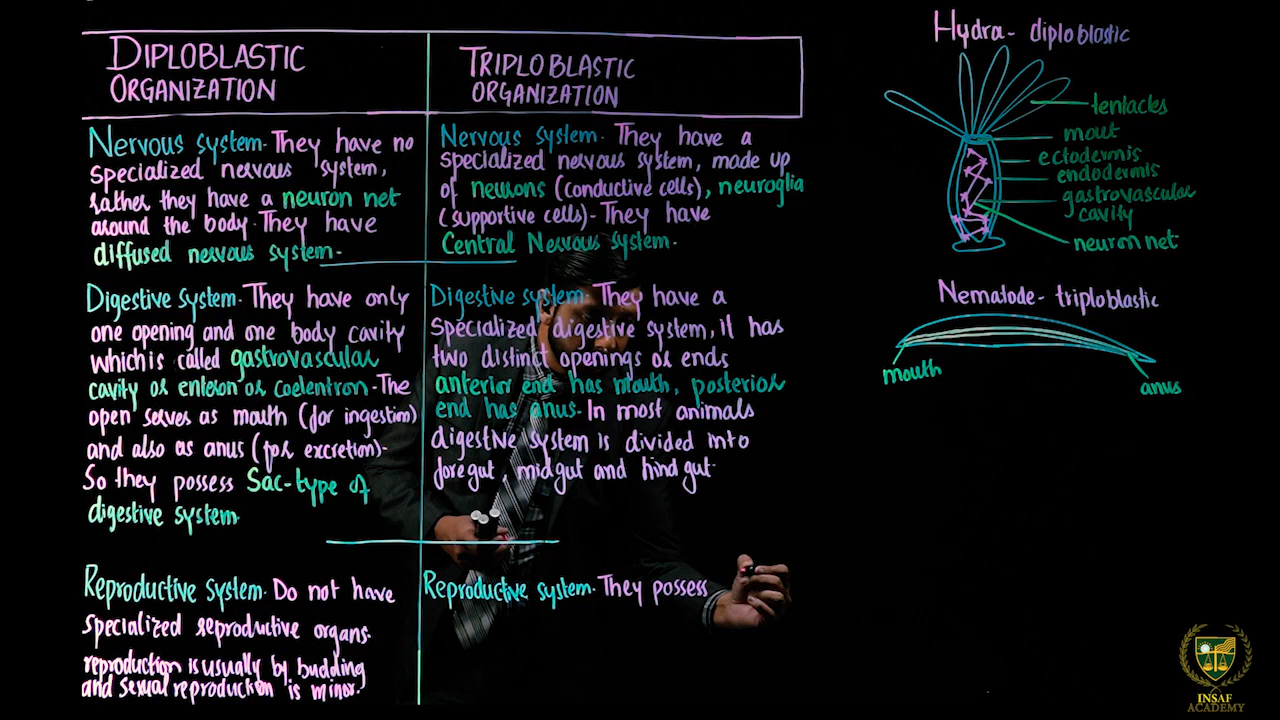 DIPLOBLASTIC
ORGANIZATION
Nervous system. They have no
specialized nervous system,
rather they have a neuron net
around the body. They have
diffused nervous system.
Digestive system. They have only
one opening and one body cavity
which is called gastrovascular
cavity or enteron or coelentron. The
open serves as mouth (for ingestion)
and also as anus (for excretion).
So they possess Sac-type of
digestive system
Reproductive system. Do not have
specialized reproductive organs.
reproduction is usually by budding
and sexual reproduction is minor.
TRIPLOBLASTIC
ORGANIZATION
Nervous system. They have a
specialized nervous system, made up
of neurons (conductive cells), neuroglia
(supportive cells). They have
Central Nervous system.
Digestive system. They have a
specialized digestive system, it has
two distinct openings or ends
anterior end has mouth, posterior
end has anus. In most animals
digestive system is divided into
foregut, midgut and hindgut.
Reproductive system. They possess
Hydra - diploblastic
tentacles
mout
ectodermis
endodermis
gastrovascular
cavity
neuron net
Nematode - triploblastic
mouth
anus
INSAF
ACADEMY